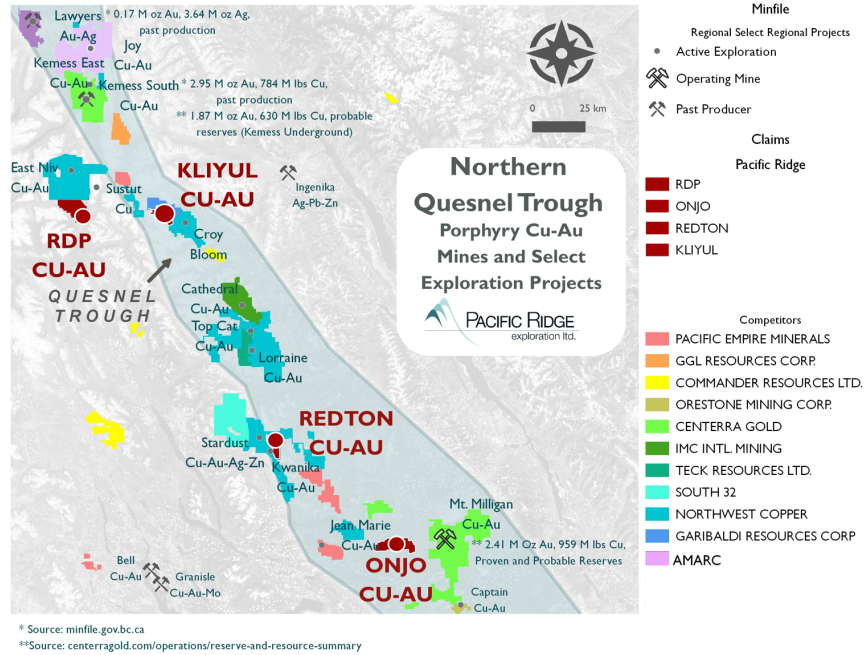 Lawyers
Au-Ag
* 0.17 M oz Au, 3.64 M oz Ag,
past production
Joy
Cu-Au
Kemess East
Cu-Au
Kemess South
Cu-Au
* 2.95 M oz Au, 784 M lbs Cu,
past production
** 1.87 M oz Au, 630 M lbs Cu, probable
reserves (Kemess Underground)
0 25 km
East Niv
Cu-Au
Sustut
Cu
KLIYUL
CU-AU
Ingenika
Ag-Pb-Zn
RDP
CU-AU
Croy
Bloom
QUESNEL
TROUGH
Cathedral
Cu-Au
Top Cat
Cu-Au
Lorraine
Cu-Au
Northern
Quesnel Trough
Porphyry Cu-Au
Mines and Select
Exploration Projects
PACIFIC RIDGE
exploration ltd.
REDTON
CU-AU
Stardust
Cu-Au-Ag-Zn
Kwanika
Cu-Au
Jean Marie
Cu-Au
ONJO
CU-AU
Mt. Milligan
Cu-Au
** 2.41 M Oz Au, 959 M lbs Cu,
Proven and Probable Reserves
Bell
Cu-Au
Granisle
Cu-Au-Mo
Captain
Cu-Au
Minfile
Regional Select Regional Projects
Active Exploration
Operating Mine
Past Producer
Claims
Pacific Ridge
RDP
ONJO
REDTON
KLIYUL
Competitors
PACIFIC EMPIRE MINERALS
GGL RESOURCES CORP.
COMMANDER RESOURCES LTD.
ORESTONE MINING CORP.
CENTERRA GOLD
IMC INTL. MINING
TECK RESOURCES LTD.
SOUTH 32
NORTHWEST COPPER
GARIBALDI RESOURCES CORP
AMARC
* Source: minfile.gov.bc.ca
**Source: centerragold.com/operations/reserve-and-resource-summary